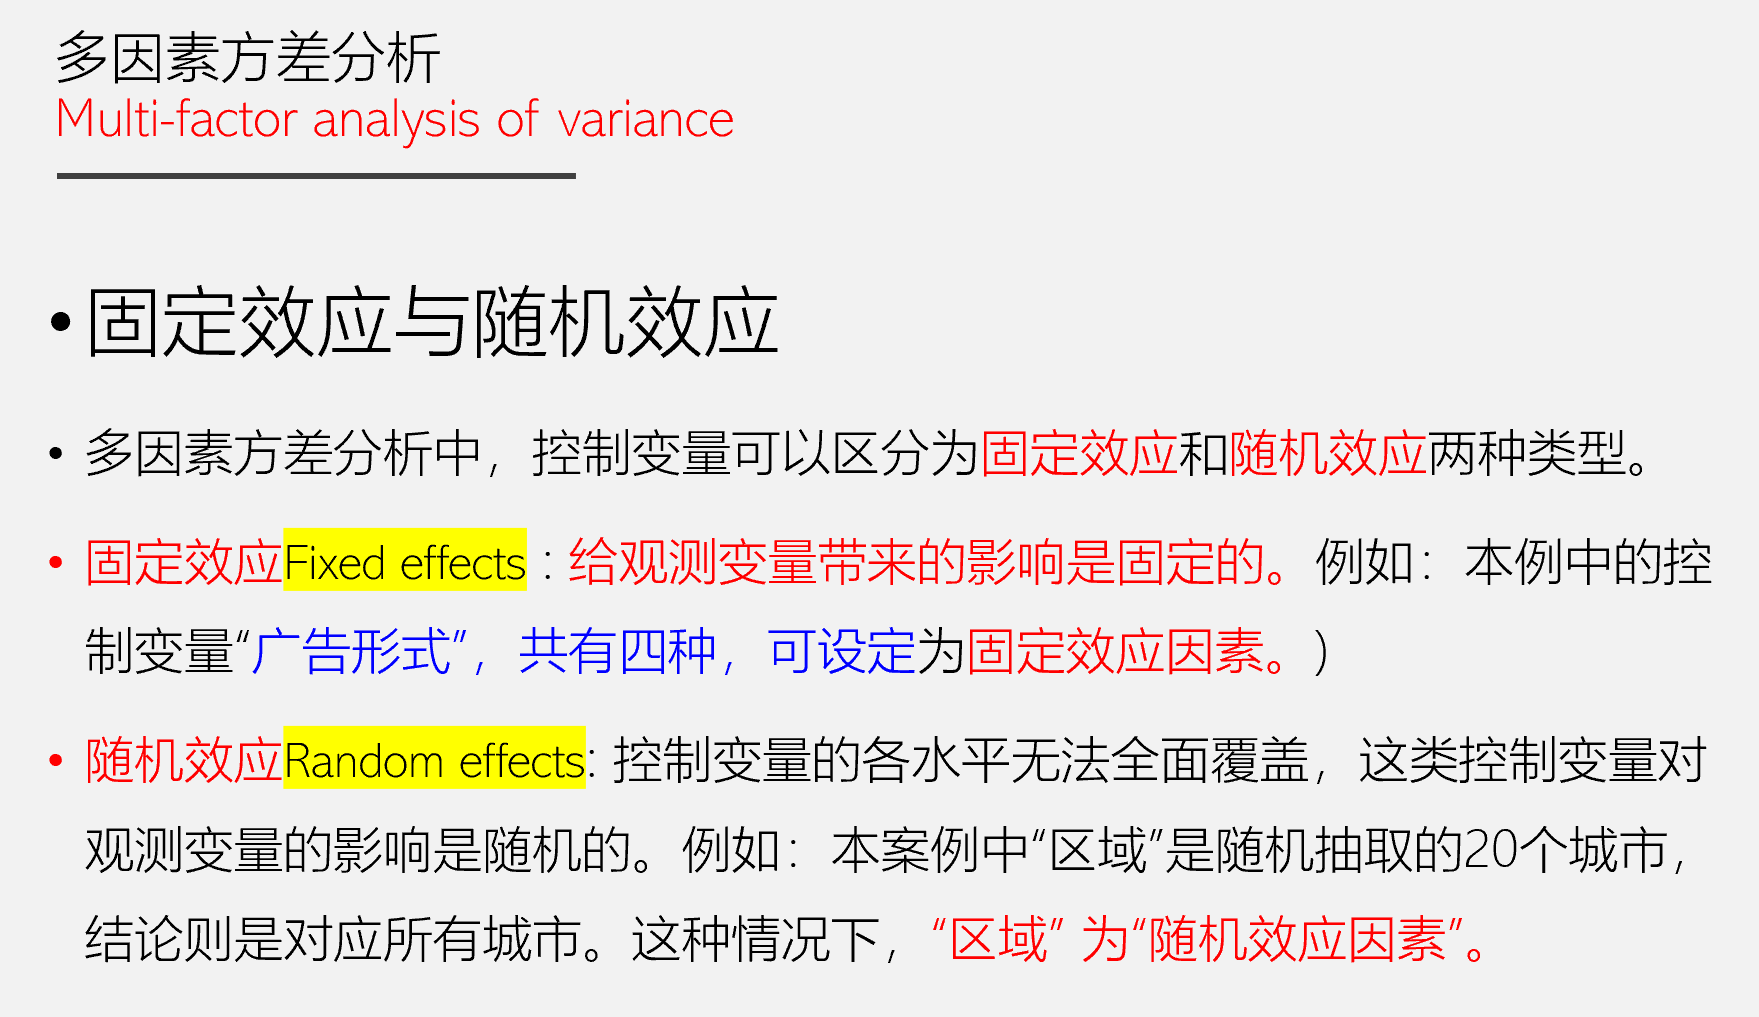 多因素方差分析
Multi-factor analysis of variance
•固定效应与随机效应
• 多因素方差分析中，控制变量可以区分为固定效应和随机效应两种类型。
• 固定效应Fixed effects：给观测变量带来的影响是固定的。例如：本例中的控
制变量“广告形式”，共有四种，可设定为固定效应因素。）
• 随机效应Random effects: 控制变量的各水平无法全面覆盖，这类控制变量对
观测变量的影响是随机的。例如：本案例中“区域”是随机抽取的20个城市，
结论则是对应所有城市。这种情况下，“区域” 为“随机效应因素”。